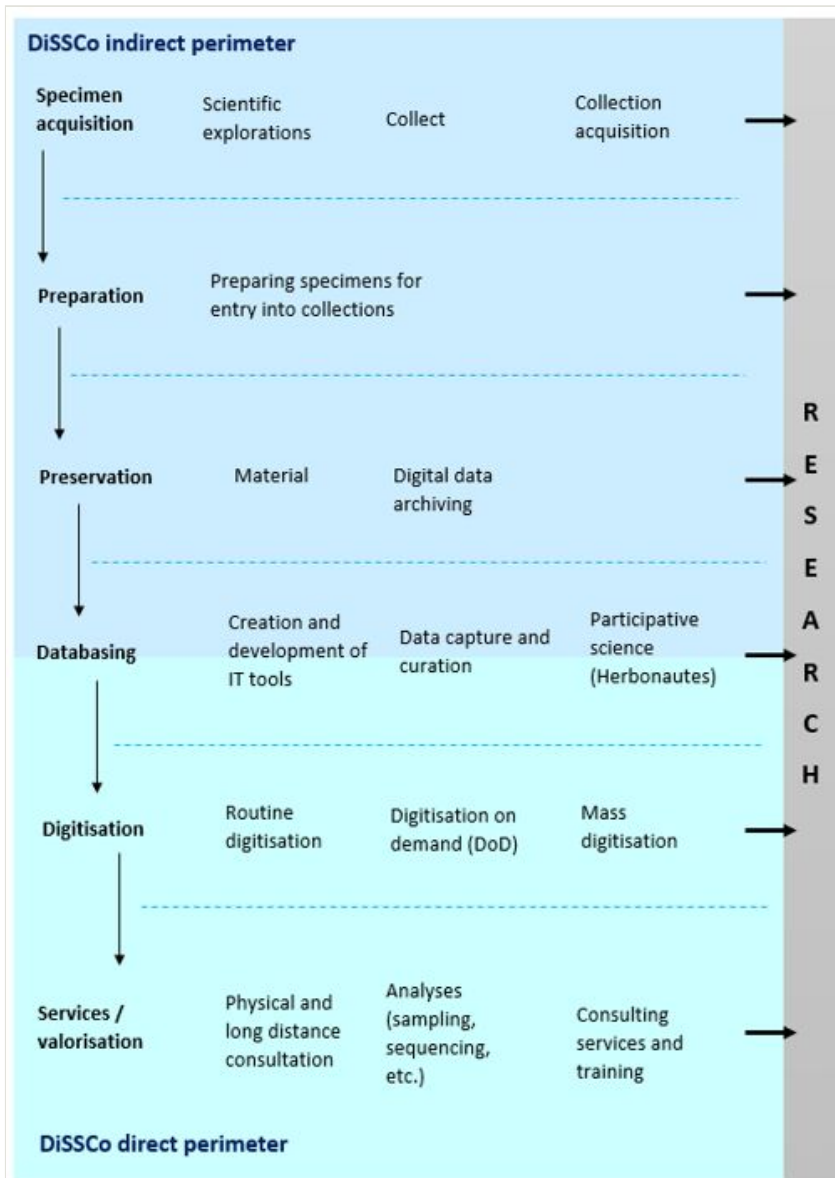 DiSSCo indirect perimeter
Specimen
acquisition
Scientific
explorations
Collect
Collection
acquisition
Preparation
Preparing specimens for
entry into collections
Preservation
Material
Digital data
archiving
Databasing
Creation and
development of
IT tools
Data capture and
curation
Participative
science
(Herbonautes)
Digitisation
Routine
digitisation
Digitisation on
demand (DoD)
Mass
digitisation
Services /
valorisation
Physical and
long distance
consultation
Analyses
(sampling,
sequencing,
etc.)
Consulting
services and
training
DiSSCo direct perimeter
R
E
S
E
A
R
C
H